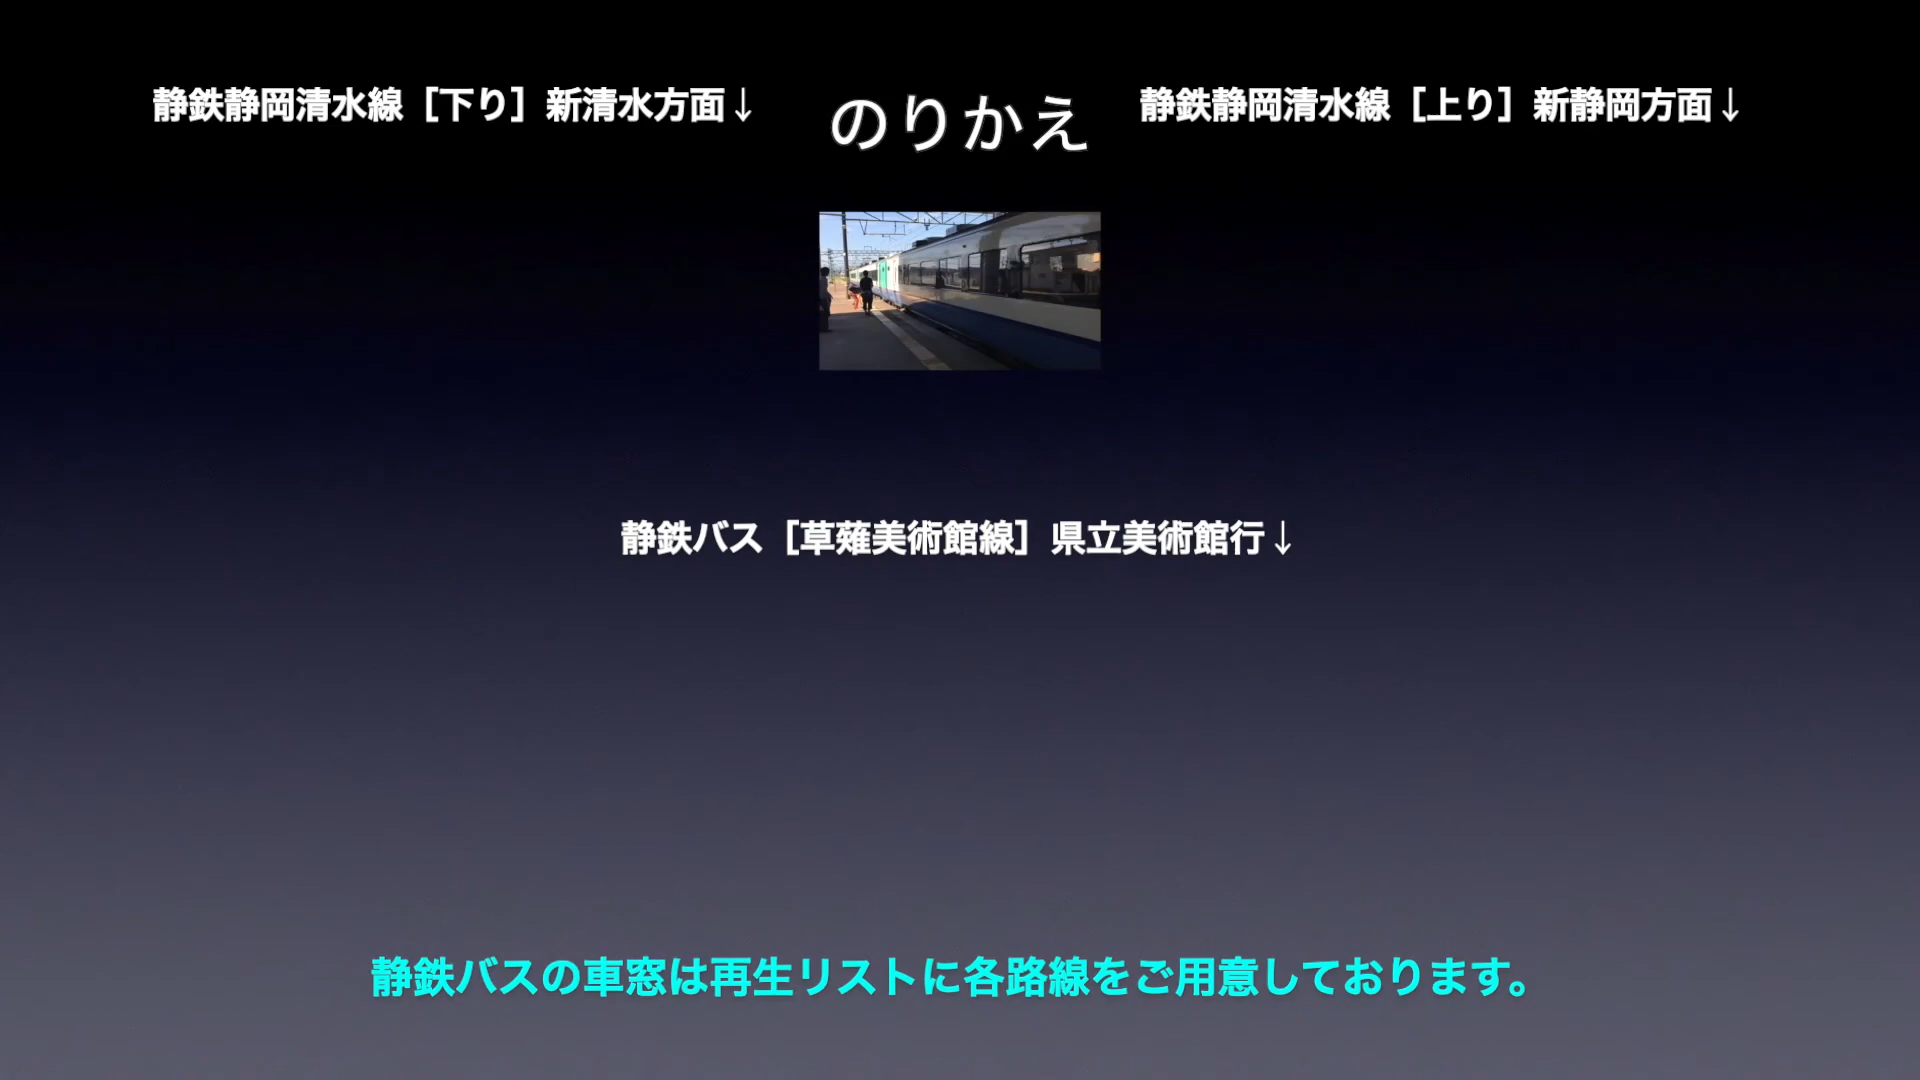 静鉄静岡清水線［下り］新清水方面↓
のりかえ
静鉄静岡清水線［上り］新静岡方面↓
静鉄バス［草薙美術館線］県立美術館行↓
静鉄バスの車窓は再生リストに各路線をご用意しております。